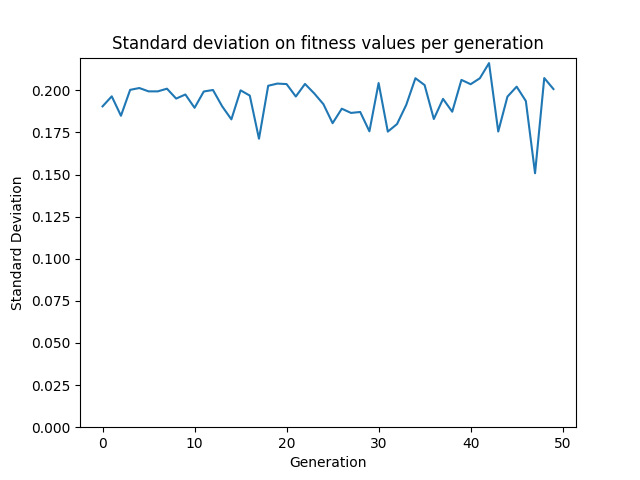 Standard deviation on fitness values per generation
0.200
0.175
0.150
0.125
0.100
0.075
0.050
0.025
0.000
Standard Deviation
0 10 20 30 40 50
Generation